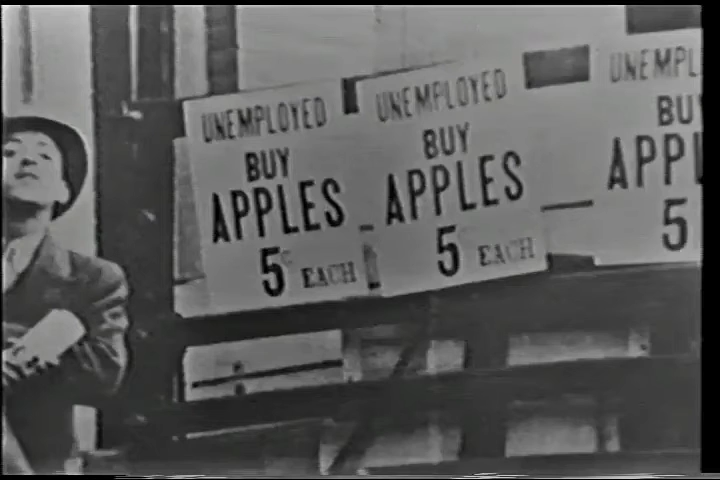 UNEMPLOYED
BUY
APPLES
5¢ EACH
UNEMPLOYED
BUY
APPLES
5 EACH
UNEMPL
BUY
APPL
5